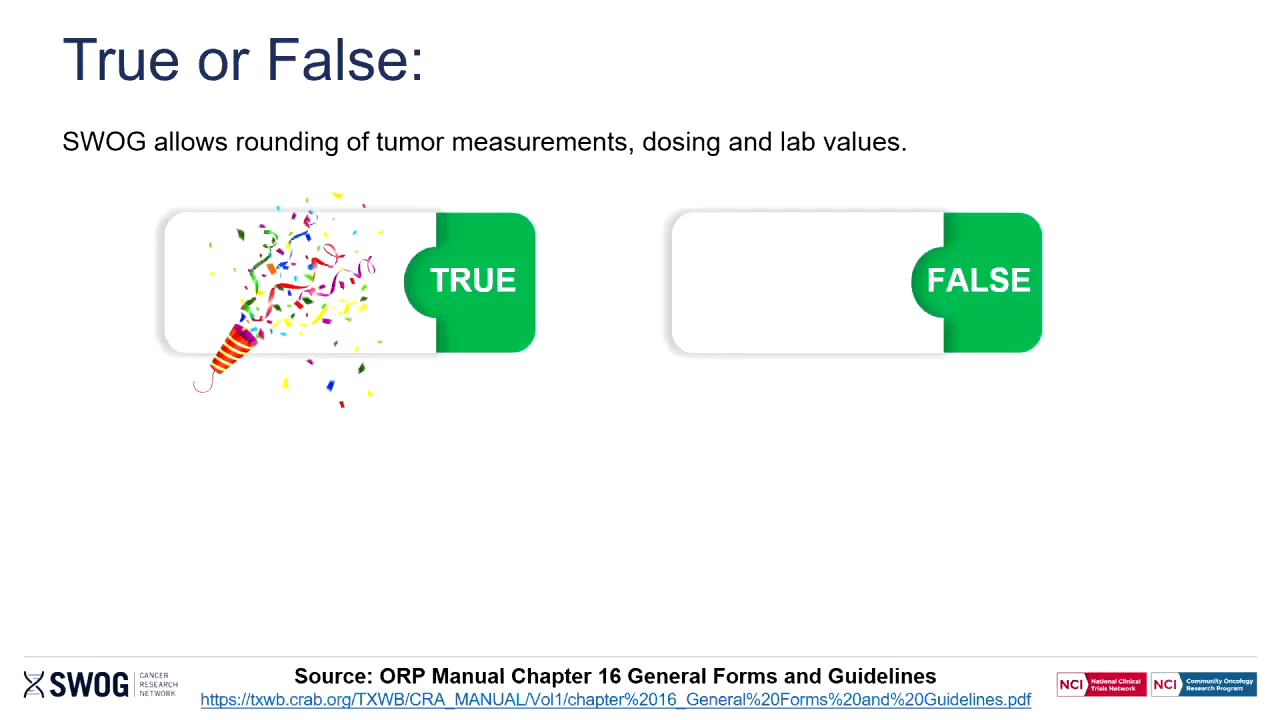 True or False:
SWOG allows rounding of tumor measurements, dosing and lab values.
TRUE
FALSE
Source: ORP Manual Chapter 16 General Forms and Guidelines
https://txwb.crab.org/TXWB/CRA_MANUAL/Vol1/chapter%2016_General%20Forms%20and%20Guidelines.pdf
SWOG
CANCER
RESEARCH
NETWORK
NCI
National Clinical
Trials Network
NCI
Community Oncology
Research Program